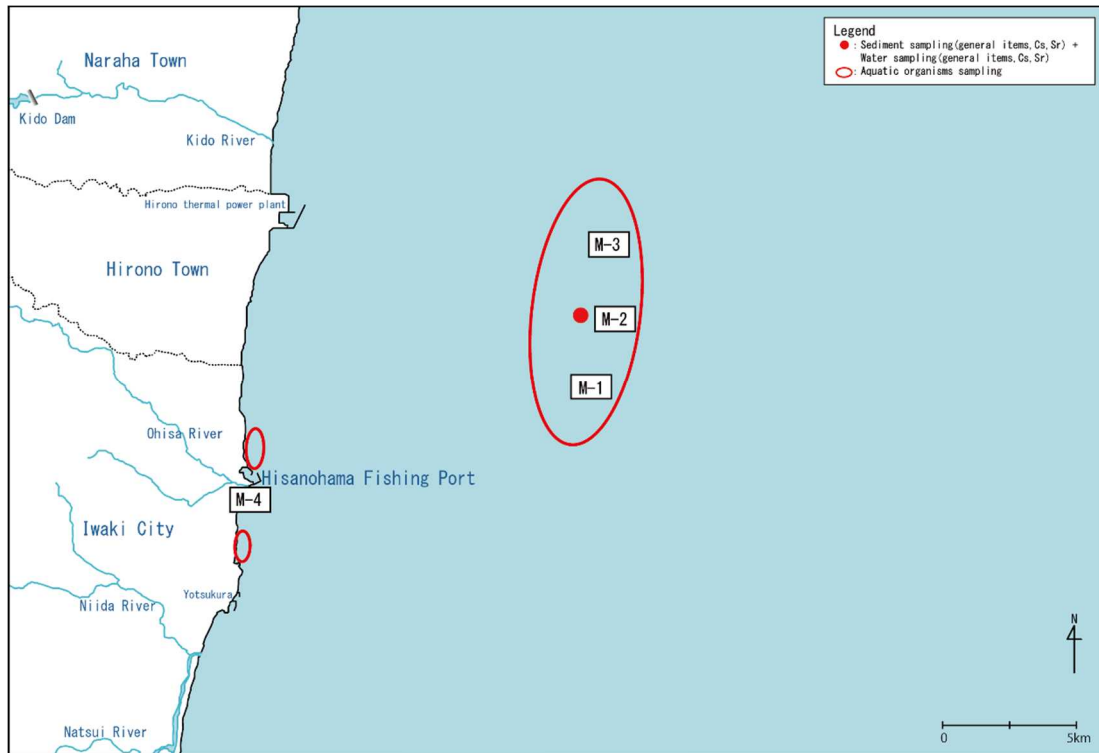 Legend
: Sediment sampling(general items,Cs,Sr) +
Water sampling(general items,Cs,Sr)
: Aquatic organisms sampling
Naraha Town
Kido Dam
Kido River
Hirono thermal power plant
Hirono Town
M-3
M-2
M-1
Ohisa River
Hisanohama Fishing Port
M-4
Iwaki City
Yotsukura
Niida River
Natsui River
N
0 5km